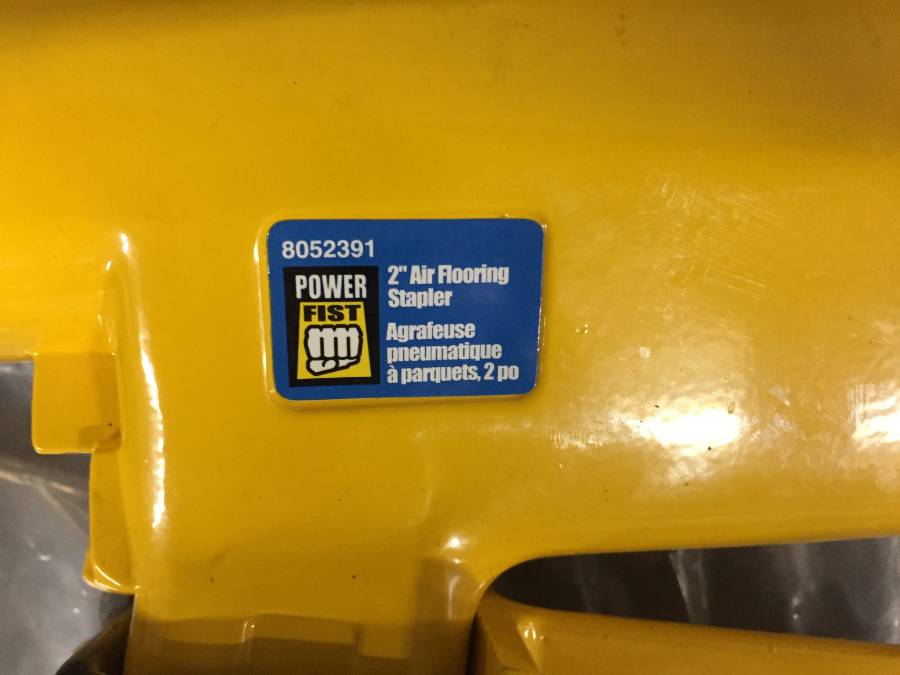 8052391
POWER
FIST
2" Air Flooring
Stapler
Agrafeuse
pneumatique
à parquets, 2 po